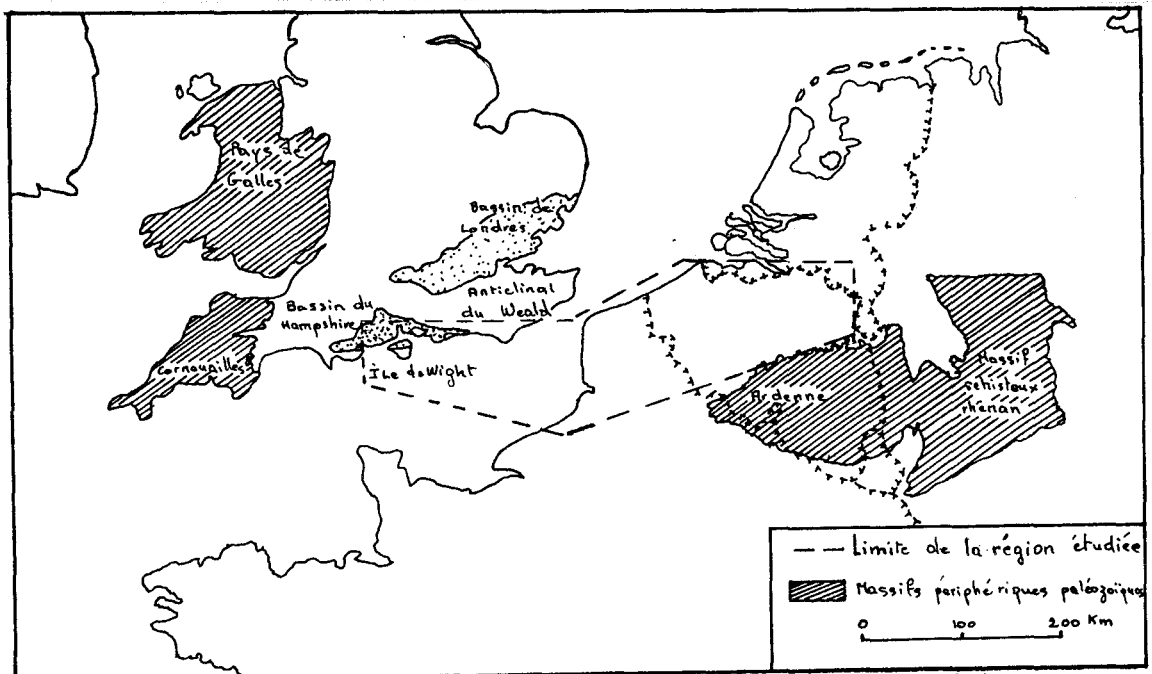 Pays de
Galles
Bassin de
Londres
Anticlinal
du Weald
Bassin du
Hampshire
Cornouailles
Île de Wight
Ardenne
Massif
schisteux
rhénan
Limite de la région étudiée
Massifs périphériques paléozoïques
0 100 200 Km